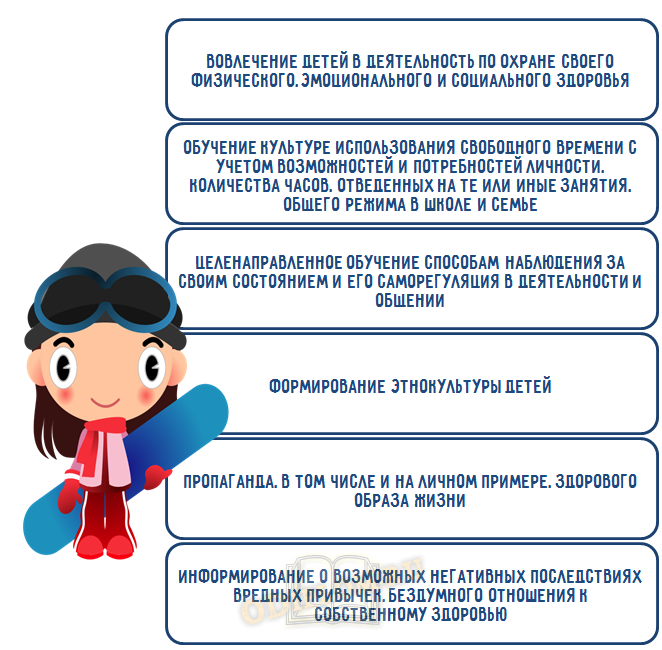 ВОВЛЕЧЕНИЕ ДЕТЕЙ В ДЕЯТЕЛЬНОСТЬ ПО ОХРАНЕ СВОЕГО
ФИЗИЧЕСКОГО, ЭМОЦИОНАЛЬНОГО И СОЦИАЛЬНОГО ЗДОРОВЬЯ
ОБУЧЕНИЕ КУЛЬТУРЕ ИСПОЛЬЗОВАНИЯ СВОБОДНОГО ВРЕМЕНИ С
УЧЕТОМ ВОЗМОЖНОСТЕЙ И ПОТРЕБНОСТЕЙ ЛИЧНОСТИ,
КОЛИЧЕСТВА ЧАСОВ, ОТВЕДЕННЫХ НА ТЕ ИЛИ ИНЫЕ ЗАНЯТИЯ,
ОБЩЕГО РЕЖИМА В ШКОЛЕ И СЕМЬЕ
ЦЕЛЕНАПРАВЛЕННОЕ ОБУЧЕНИЕ СПОСОБАМ НАБЛЮДЕНИЯ ЗА
СВОИМ СОСТОЯНИЕМ И ЕГО САМОРЕГУЛЯЦИЯ В ДЕЯТЕЛЬНОСТИ И
ОБЩЕНИИ
ФОРМИРОВАНИЕ ЭТНОКУЛЬТУРЫ ДЕТЕЙ
ПРОПАГАНДА, В ТОМ ЧИСЛЕ И НА ЛИЧНОМ ПРИМЕРЕ, ЗДОРОВОГО
ОБРАЗА ЖИЗНИ
ИНФОРМИРОВАНИЕ О ВОЗМОЖНЫХ НЕГАТИВНЫХ ПОСЛЕДСТВИЯХ
ВРЕДНЫХ ПРИВЫЧЕК, БЕЗДУМНОГО ОТНОШЕНИЯ К
СОБСТВЕННОМУ ЗДОРОВЬЮ